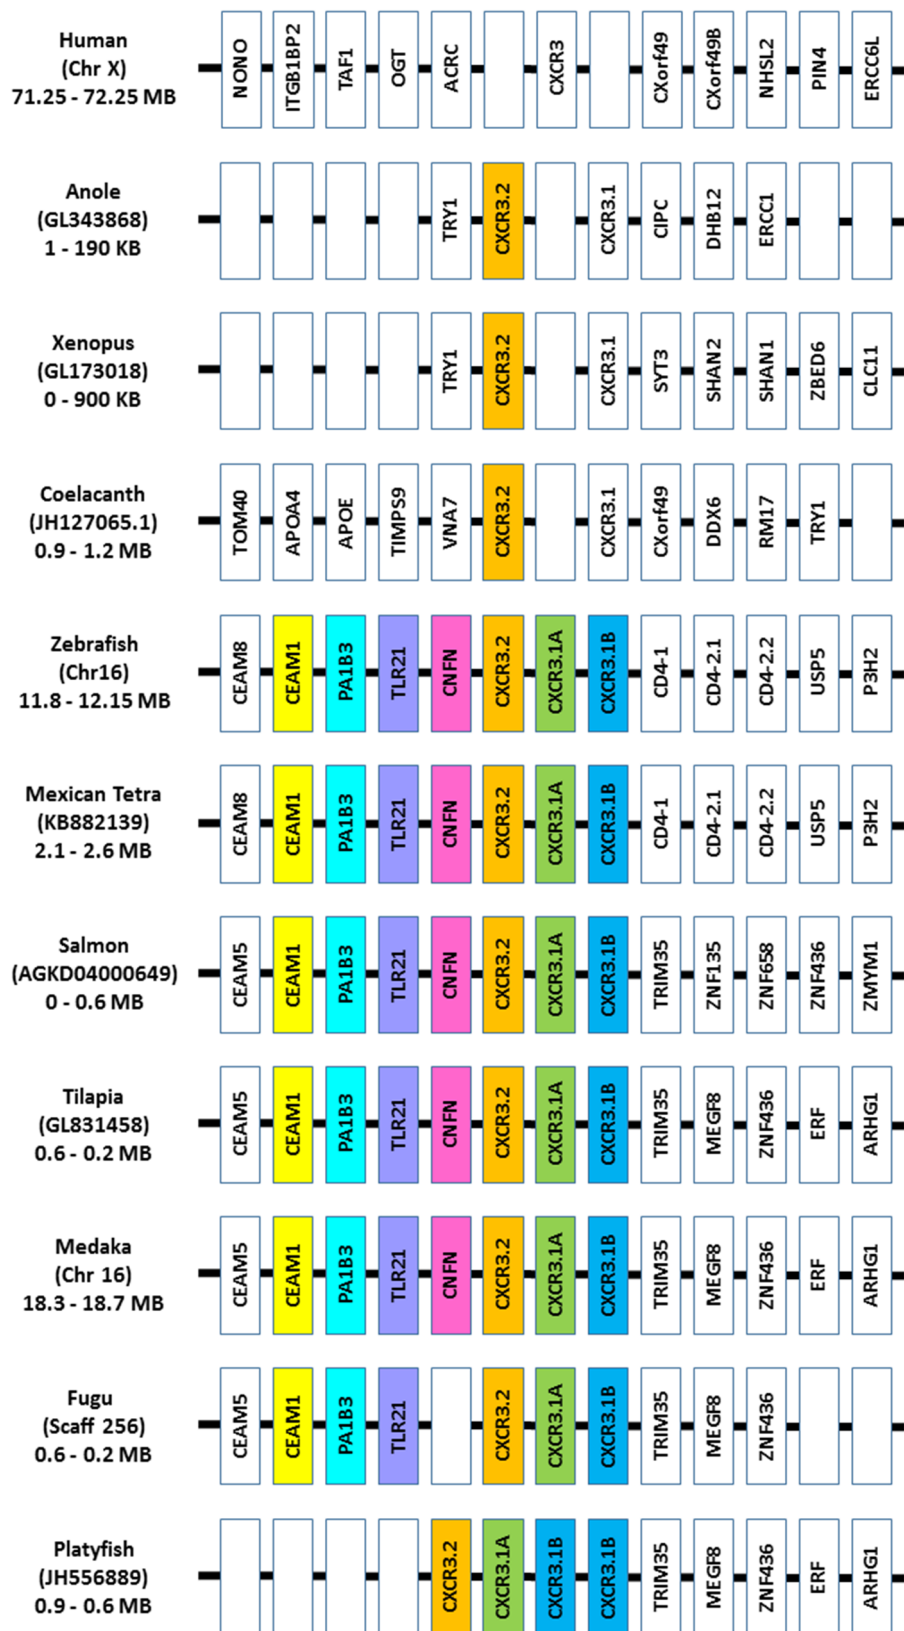 Human
(Chr X)
71.25 - 72.25 MB
NONO
ITGB1BP2
TAF1
OGT
ACRC
CXCR3
CXorf49
CXorf49B
NHSL2
PIN4
ERCC6L
Anole
(GL343868)
1 - 190 KB
TRY1
CXCR3.2
CXCR3.1
CIPC
DHB12
ERCC1
Xenopus
(GL173018)
0 - 900 KB
TRY1
CXCR3.2
CXCR3.1
SYT3
SHAN2
SHAN1
ZBED6
CLC11
Coelacanth
(JH127065.1)
0.9 - 1.2 MB
TOM40
APOA4
APOE
TIMPS9
VNA7
CXCR3.2
CXCR3.1
CXorf49
DDX6
RM17
TRY1
Zebrafish
(Chr16)
11.8 - 12.15 MB
CEAM8
CEAM1
PA1B3
TLR21
CNFN
CXCR3.2
CXCR3.1A
CXCR3.1B
CD4-1
CD4-2.1
CD4-2.2
USP5
P3H2
Mexican Tetra
(KB882139)
2.1 - 2.6 MB
CEAM8
CEAM1
PA1B3
TLR21
CNFN
CXCR3.2
CXCR3.1A
CXCR3.1B
CD4-1
CD4-2.1
CD4-2.2
USP5
P3H2
Salmon
(AGKD04000649)
0 - 0.6 MB
CEAM5
CEAM1
PA1B3
TLR21
CNFN
CXCR3.2
CXCR3.1A
CXCR3.1B
TRIM35
ZNF135
ZNF658
ZNF436
ZMYM1
Tilapia
(GL831458)
0.6 - 0.2 MB
CEAM5
CEAM1
PA1B3
TLR21
CNFN
CXCR3.2
CXCR3.1A
CXCR3.1B
TRIM35
MEGF8
ZNF436
ERF
ARHG1
Medaka
(Chr 16)
18.3 - 18.7 MB
CEAM5
CEAM1
PA1B3
TLR21
CNFN
CXCR3.2
CXCR3.1A
CXCR3.1B
TRIM35
MEGF8
ZNF436
ERF
ARHG1
Fugu
(Scaff 256)
0.6 - 0.2 MB
CEAM5
CEAM1
PA1B3
TLR21
CXCR3.2
CXCR3.1A
CXCR3.1B
TRIM35
MEGF8
ZNF436
Platyfish
(JH556889)
0.9 - 0.6 MB
CXCR3.2
CXCR3.1A
CXCR3.1B
CXCR3.1B
TRIM35
MEGF8
ZNF436
ERF
ARHG1